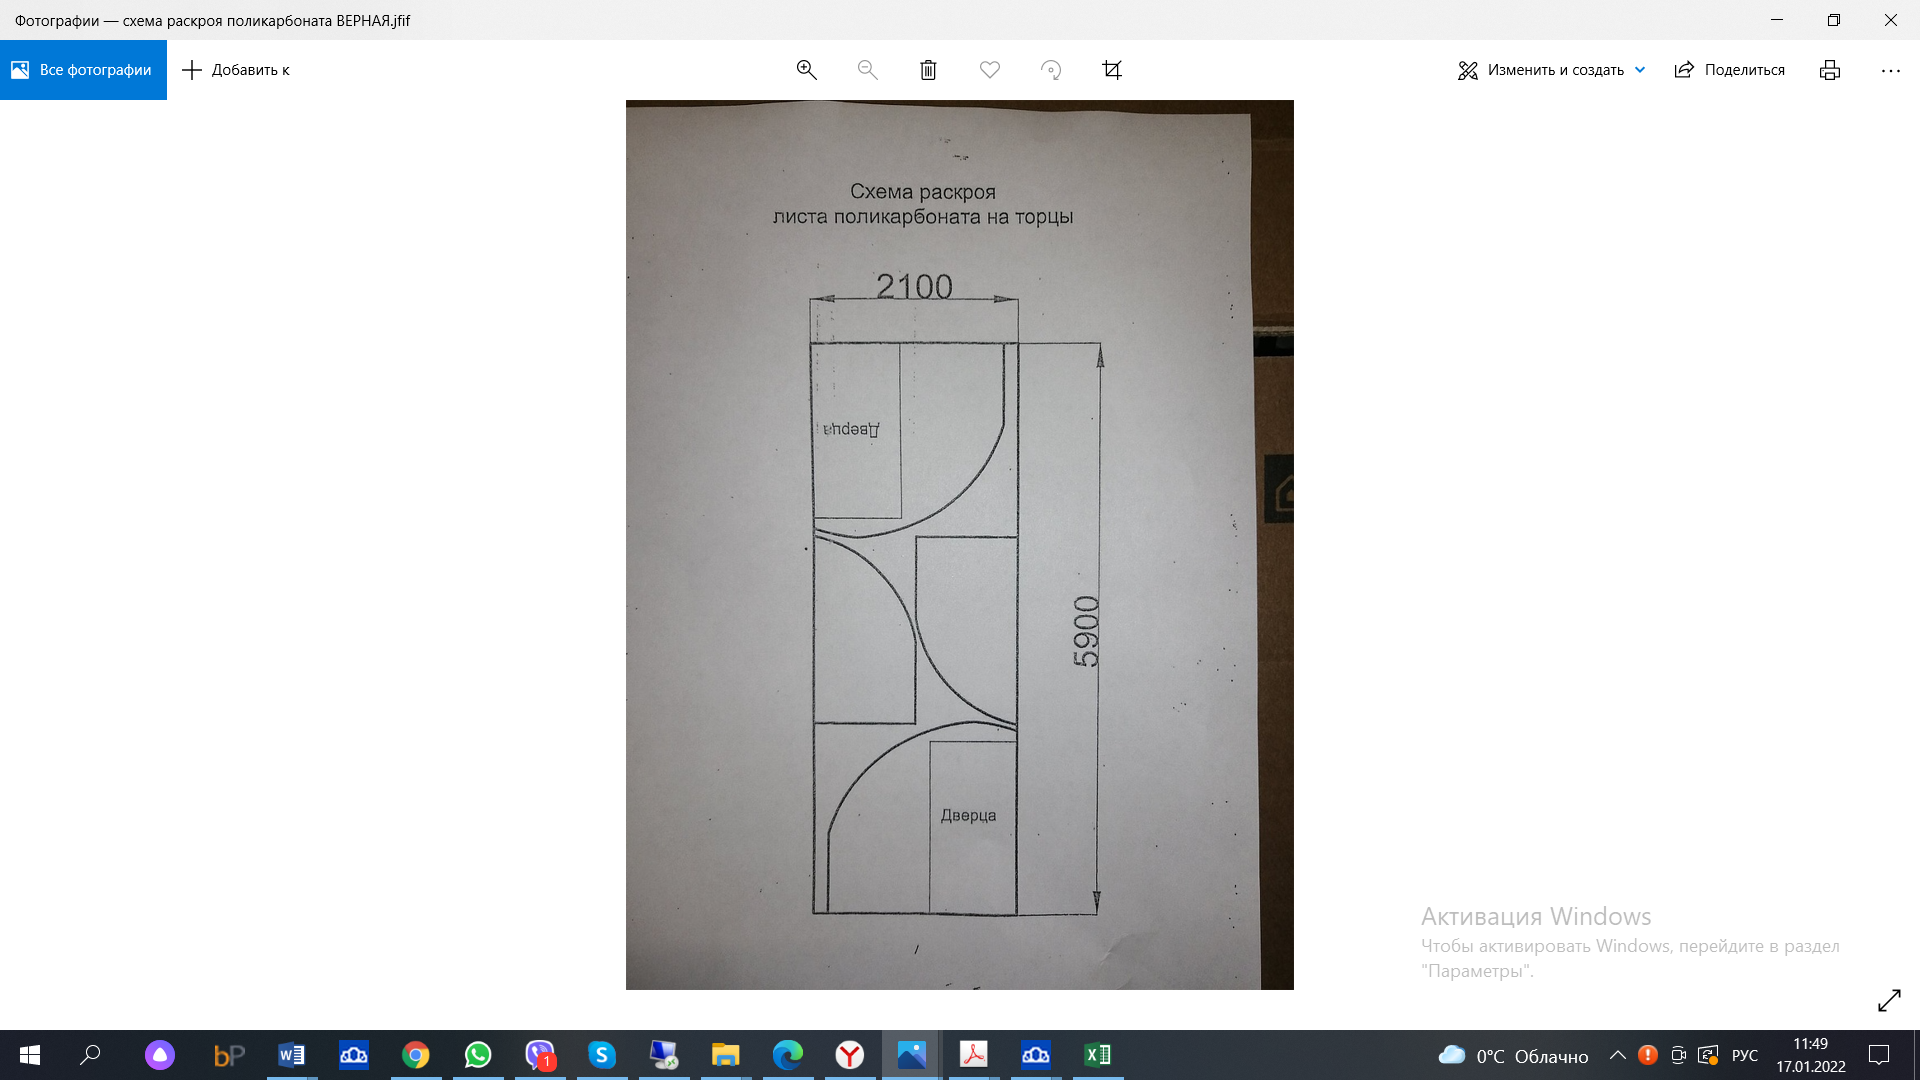 Фотографии — схема раскроя поликарбоната ВЕРНАЯ.jfif
Все фотографии
Добавить к
Изменить и создать
Поделиться
Схема раскроя
листа поликарбоната на торцы
2100
Дверца
5900
Дверца
Активация Windows
Чтобы активировать Windows, перейдите в раздел
"Параметры".
bP
1
0°C Облачно
РУС
11:49
17.01.2022